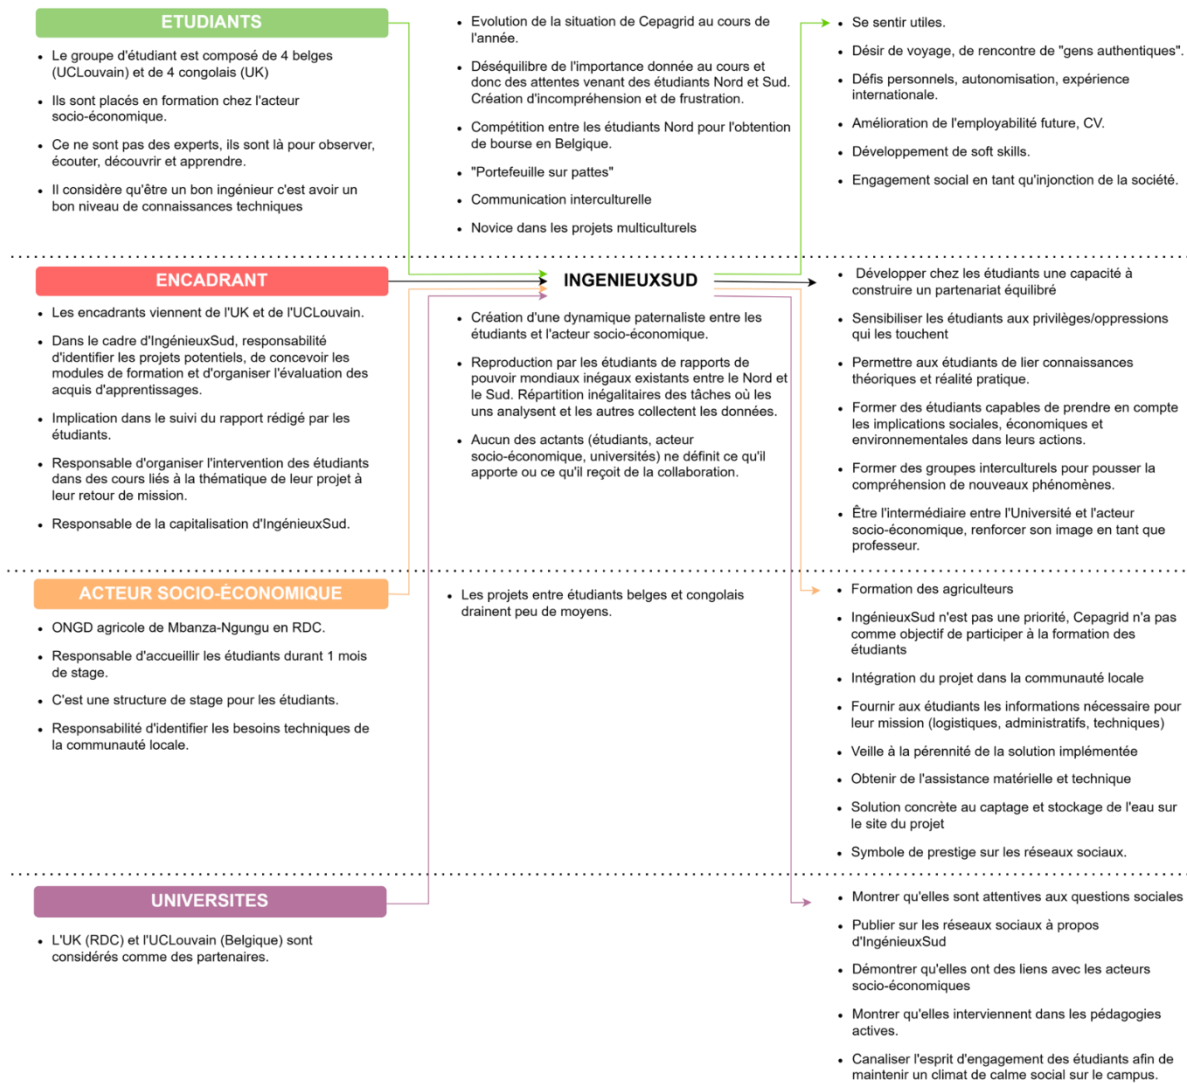 ETUDIANTS
• Le groupe d'étudiant est composé de 4 belges
(UCLouvain) et de 4 congolais (UK)
• Ils sont placés en formation chez l'acteur
socio-économique.
• Ce ne sont pas des experts, ils sont là pour observer,
écouter, découvrir et apprendre.
• Il considère qu'être un bon ingénieur c'est avoir un
bon niveau de connaissances techniques
• Evolution de la situation de Cepagrid au cours de
l'année.
• Déséquilibre de l'importance donnée au cours et
donc des attentes venant des étudiants Nord et Sud.
Création d'incompréhension et de frustration.
• Compétition entre les étudiants Nord pour l'obtention
de bourse en Belgique.
• "Portefeuille sur pattes"
• Communication interculturelle
• Novice dans les projets multiculturels
• Se sentir utiles.
• Désir de voyage, de rencontre de "gens authentiques".
• Défis personnels, autonomisation, expérience
internationale.
• Amélioration de l'employabilité future, CV.
• Développement de soft skills.
• Engagement social en tant qu'injonction de la société.
ENCADRANT
• Les encadrants viennent de l'UK et de l'UCLouvain.
• Dans le cadre d'IngénieuxSud, responsabilité
d'identifier les projets potentiels, de concevoir les
modules de formation et d'organiser l'évaluation des
acquis d'apprentissages.
• Implication dans le suivi du rapport rédigé par les
étudiants.
• Responsable d'organiser l'intervention des étudiants
dans des cours liés à la thématique de leur projet à
leur retour de mission.
• Responsable de la capitalisation d'IngénieuxSud.
INGENIEUXSUD
• Création d'une dynamique paternaliste entre les
étudiants et l'acteur socio-économique.
• Reproduction par les étudiants de rapports de
pouvoir mondiaux inégaux existants entre le Nord et
le Sud. Répartition inégalitaires des tâches où les
uns analysent et les autres collectent les données.
• Aucun des actants (étudiants, acteur
socio-économique, universités) ne définit ce qu'il
apporte ou ce qu'il reçoit de la collaboration.
• Développer chez les étudiants une capacité à
construire un partenariat équilibré
• Sensibiliser les étudiants aux privilèges/oppressions
qui les touchent
• Permettre aux étudiants de lier connaissances
théoriques et réalité pratique.
• Former des étudiants capables de prendre en compte
les implications sociales, économiques et
environnementales dans leurs actions.
• Former des groupes interculturels pour pousser la
compréhension de nouveaux phénomènes.
• Être l'intermédiaire entre l'Université et l'acteur
socio-économique, renforcer son image en tant que
professeur.
ACTEUR SOCIO-ÉCONOMIQUE
• ONGD agricole de Mbanza-Ngungu en RDC.
• Responsable d'accueillir les étudiants durant 1 mois
de stage.
• C'est une structure de stage pour les étudiants.
• Responsabilité d'identifier les besoins techniques de
la communauté locale.
• Les projets entre étudiants belges et congolais
drainent peu de moyens.
• Formation des agriculteurs
• IngénieuxSud n'est pas une priorité, Cepagrid n'a pas
comme objectif de participer à la formation des
étudiants
• Intégration du projet dans la communauté locale
• Fournir aux étudiants les informations nécessaire pour
leur mission (logistiques, administratifs, techniques)
• Veille à la pérennité de la solution implémentée
• Obtenir de l'assistance matérielle et technique
• Solution concrète au captage et stockage de l'eau sur
le site du projet
• Symbole de prestige sur les réseaux sociaux.
UNIVERSITES
• L'UK (RDC) et l'UCLouvain (Belgique) sont
considérés comme des partenaires.
• Montrer qu'elles sont attentives aux questions sociales
• Publier sur les réseaux sociaux à propos
d'IngénieuxSud
• Démontrer qu'elles ont des liens avec les acteurs
socio-économiques
• Montrer qu'elles interviennent dans les pédagogies
actives.
• Canaliser l'esprit d'engagement des étudiants afin de
maintenir un climat de calme social sur le campus.